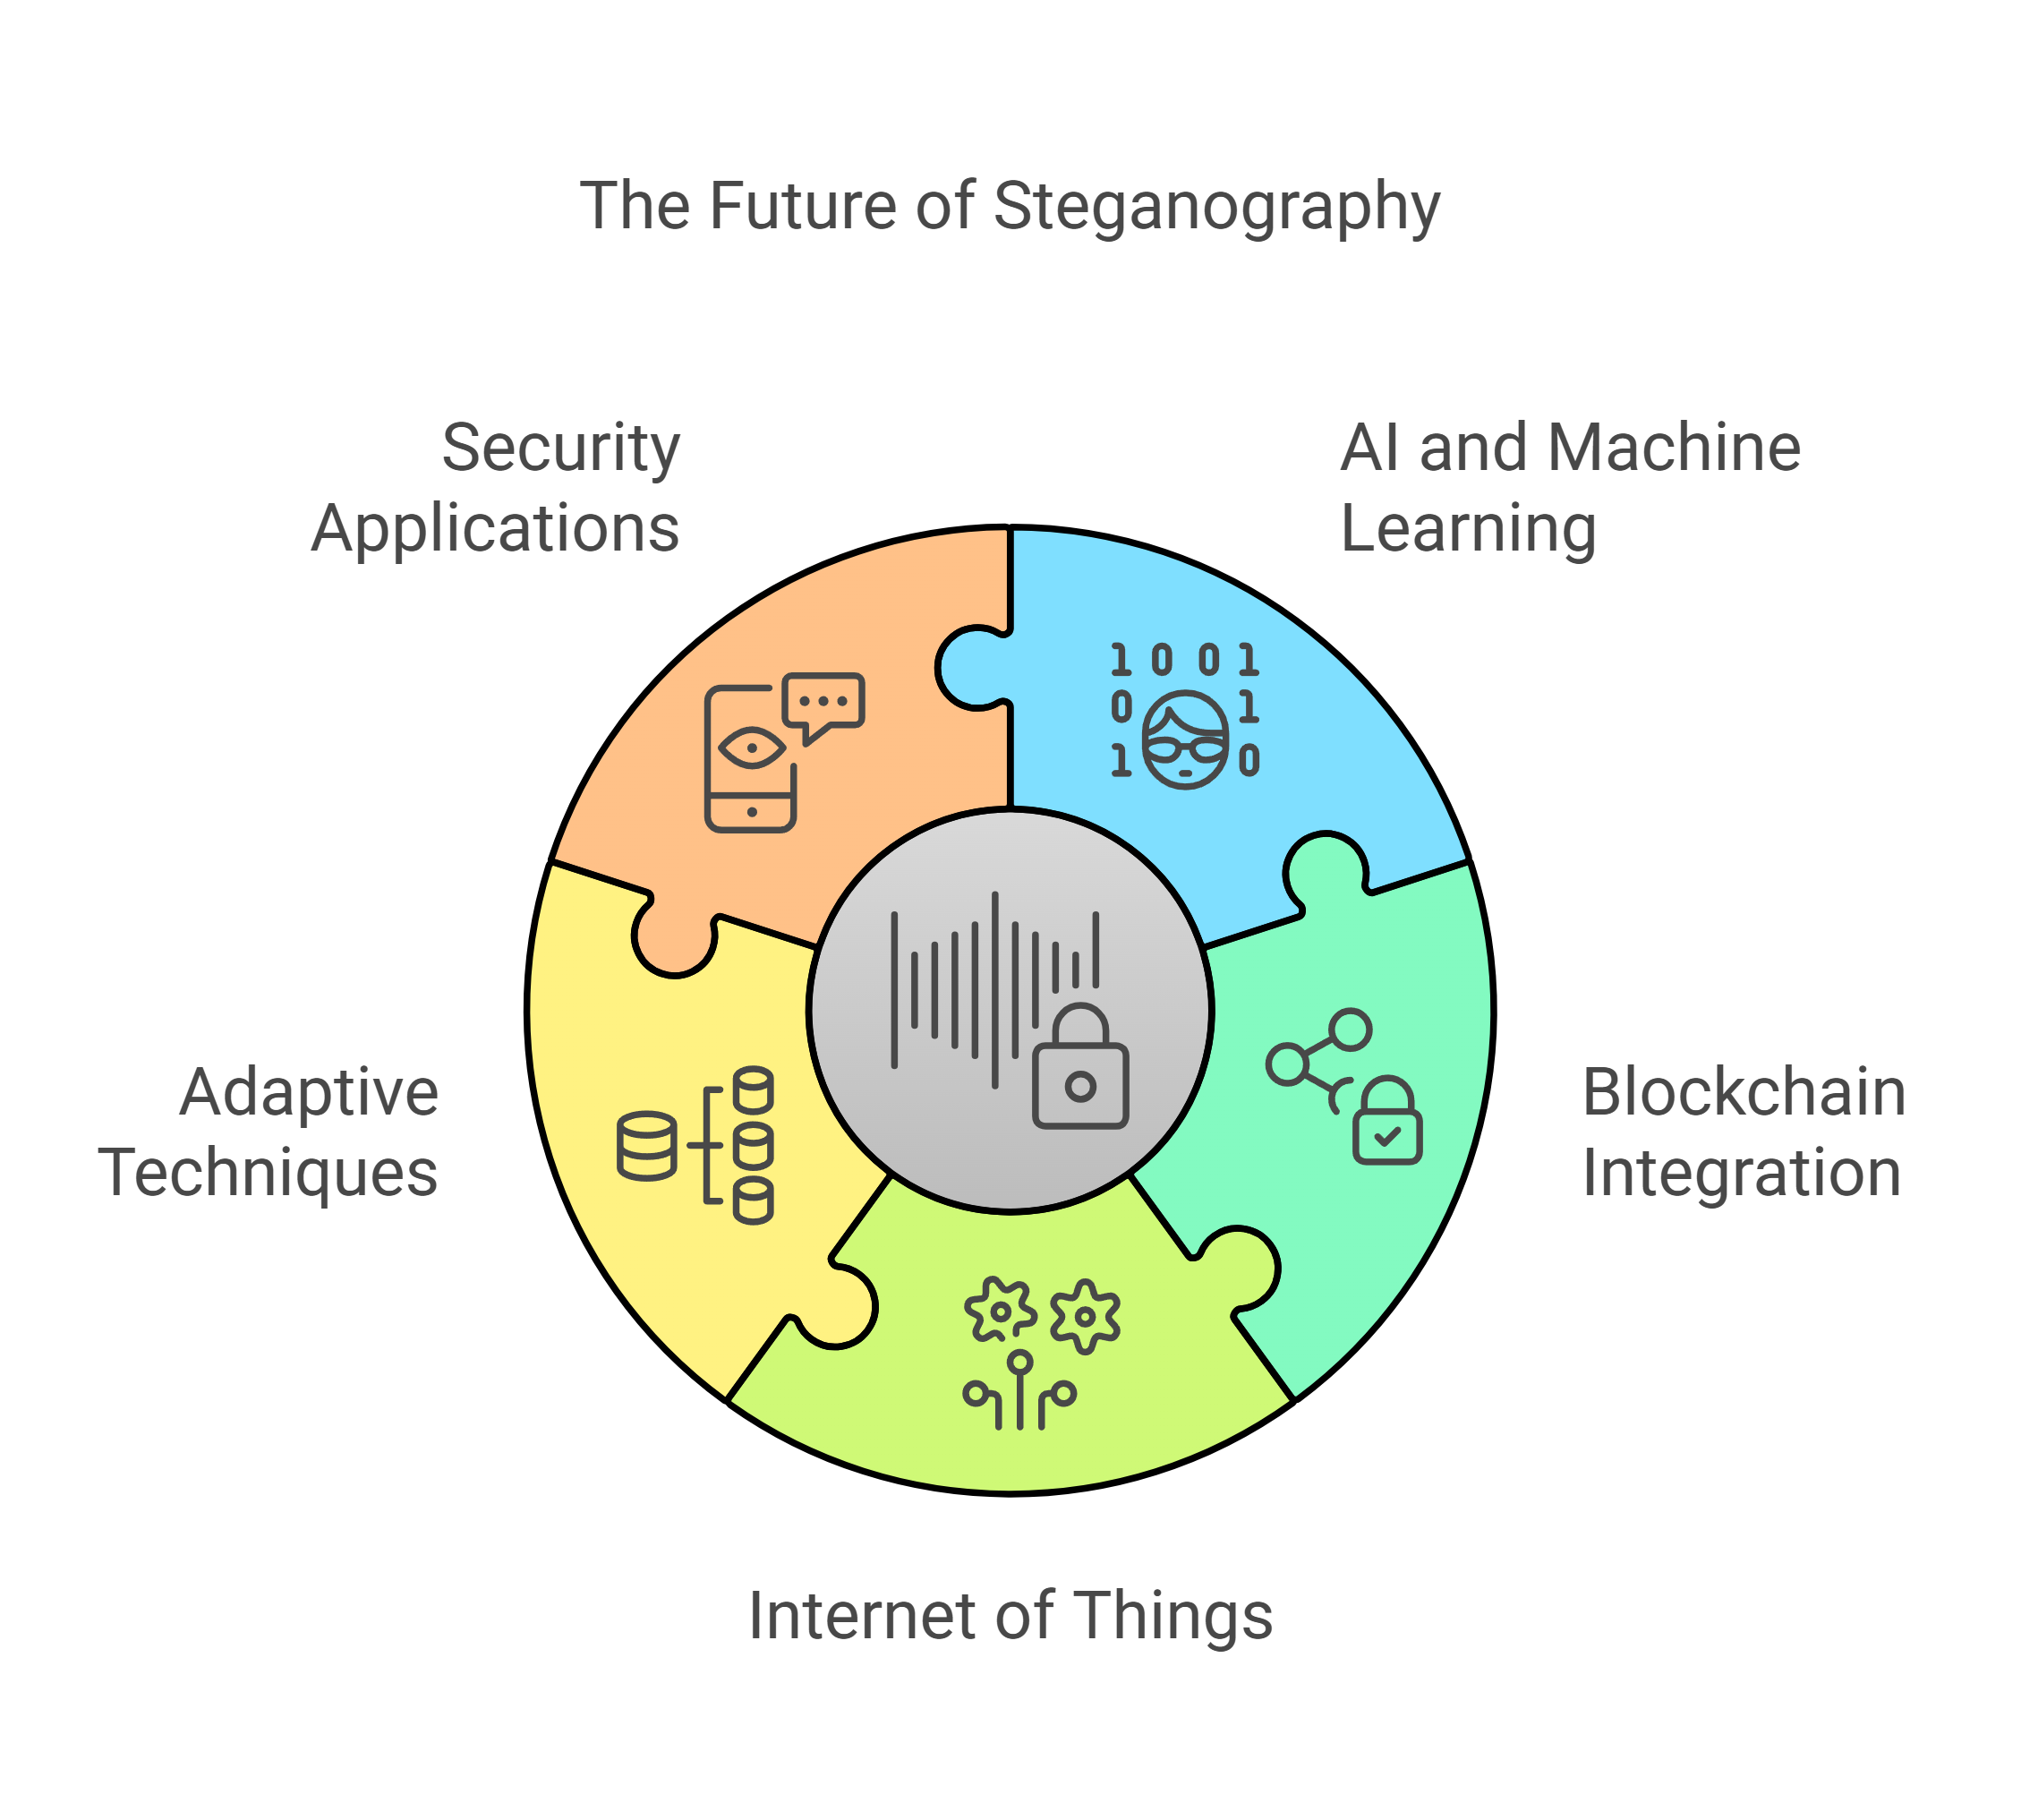 The Future of Steganography
Security
Applications
AI and Machine
Learning
1 0 0 1
0 1
1 0
Adaptive
Techniques
Blockchain
Integration
Internet of Things